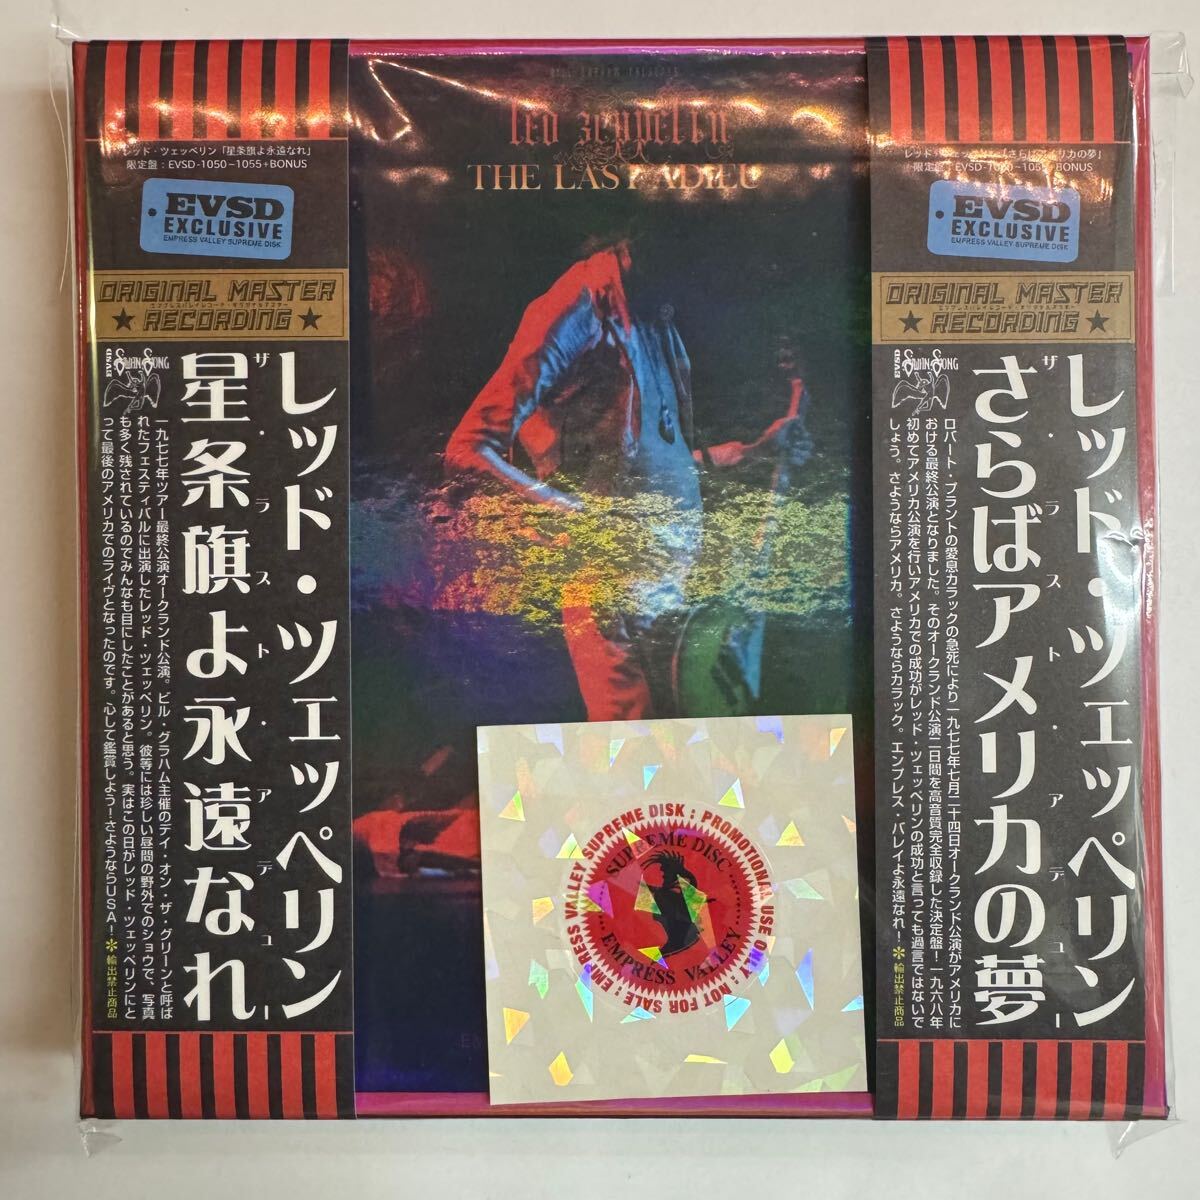 レッド・ツェッペリン「星条旗よ永遠なれ」
限定盤：EVSD-1050~1055+BONUS
EVSD
EXCLUSIVE
EMPRESS VALLEY SUPREME DISK
ORIGINAL MASTER
RECORDING
SWAN SONG
EVSD
レッド・ツェッペリン
ザ・ラスト・アデュー
星条旗よ永遠なれ
一九七七年ツアー最終公演オークランド公演。ビル・グラハム主催のデイ・オン・ザ・グリーンと呼ば
れたフェスティバルに出演したレッド・ツェッペリン。彼等には珍しい昼間の野外でのショウで、写真
も多く残されているのでみんなも目にしたことがあると思う。実はこの日がレッド・ツェッペリンにと
って最後のアメリカでのライヴとなったのです。心して鑑賞しよう！さようならUSA！
✽輸出禁止商品
led zeppelin
THE LAST ADIEU
EMPRESS VALLEY SUPREME DISK : PROMOTIONAL USE ONLY : NOT FOR SALE :
SUPREME DISC
EMPRESS VALLEY
レッド・ツェッペリン「さらばアメリカの夢」
限定盤：EVSD-1050~1055+BONUS
EVSD
EXCLUSIVE
EMPRESS VALLEY SUPREME DISK
ORIGINAL MASTER
RECORDING
SWAN SONG
EVSD
レッド・ツェッペリン
ザ・ラスト・アデュー
さらばアメリカの夢
ロバート・プラントの愛息カラックの急死により一九七七年七月二十四日オークランド公演がアメリカに
おける最終公演となりました。そのオークランド公演二日間を高音質完全収録した決定盤！一九六八年
初めてアメリカ公演を行いアメリカでの成功がレッド・ツェッペリンの成功と言っても過言ではないで
しょう。さようならアメリカ。さようならカラック。エンプレス・バレイよ永遠なれ！
✽輸出禁止商品